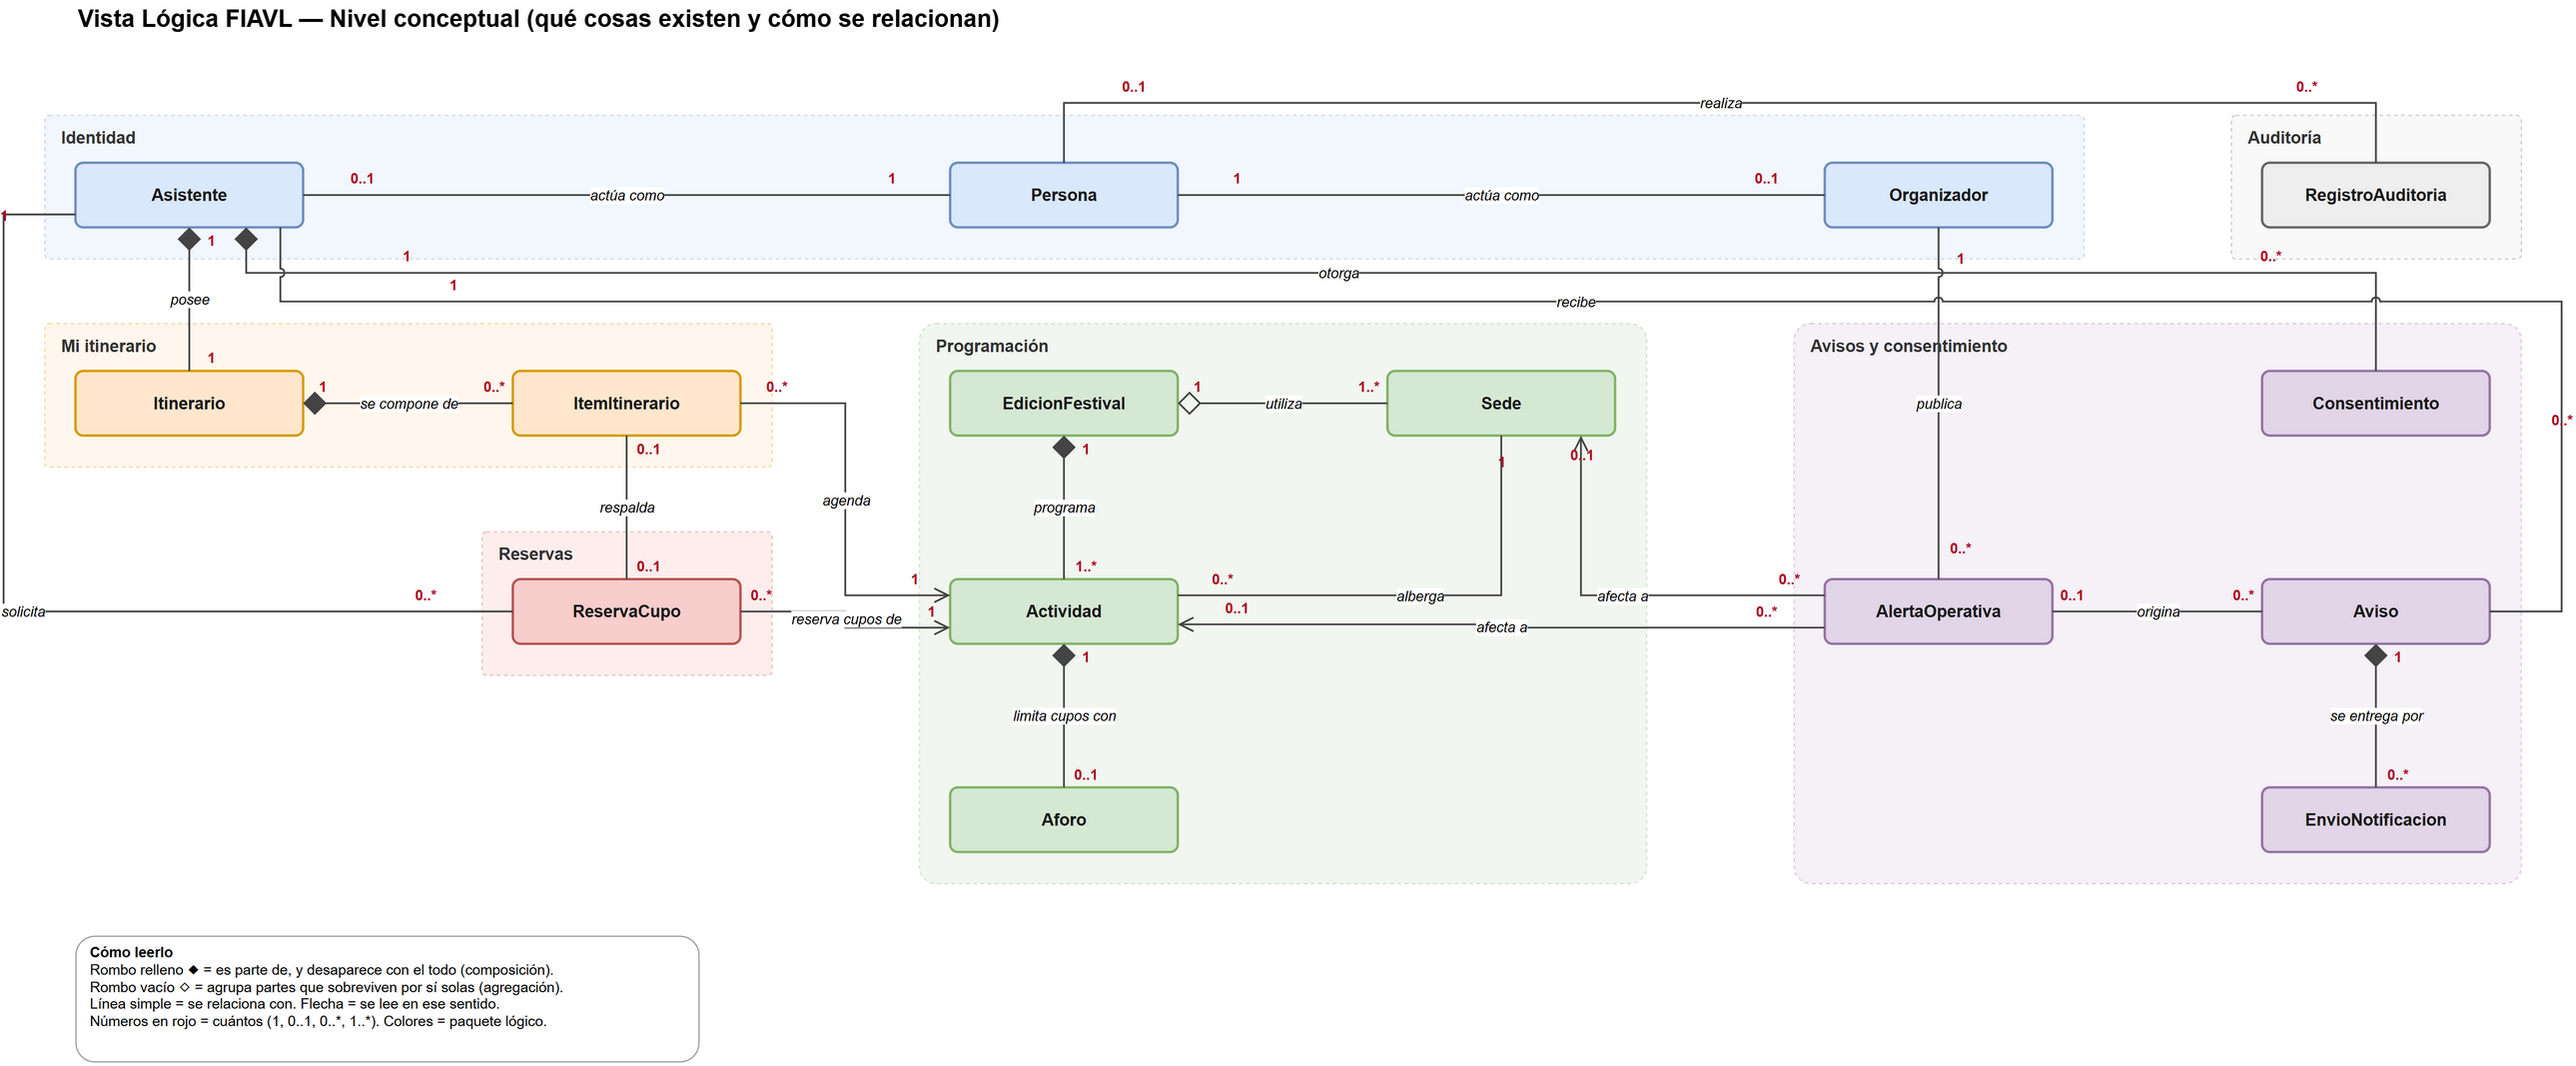 Vista Lógica FIAVL — Nivel conceptual (qué cosas existen y cómo se relacionan)
0..1
0..*
realiza
Identidad
Auditoría
Asistente
0..1
actúa como
1
Persona
1
actúa como
0..1
Organizador
RegistroAuditoria
1
1
1
otorga
1
0..*
1
recibe
posee
Mi itinerario
1
Programación
Avisos y consentimiento
Itinerario
1
se compone de
0..*
ItemItinerario
0..*
EdicionFestival
1
utiliza
1..*
Sede
publica
Consentimiento
0..*
0..1
1
1
0..1
respalda
agenda
programa
Reservas
0..1
1
1..*
0..*
0..*
0..*
solicita
0..*
ReservaCupo
0..*
reserva cupos de
1
Actividad
0..1
alberga
afecta a
afecta a
0..*
AlertaOperativa
0..1
origina
0..*
Aviso
1
1
limita cupos con
se entrega por
0..1
0..*
Aforo
EnvioNotificacion
Cómo leerlo
Rombo relleno ◆ = es parte de, y desaparece con el todo (composición).
Rombo vacío ◇ = agrupa partes que sobreviven por sí solas (agregación).
Línea simple = se relaciona con. Flecha = se lee en ese sentido.
Números en rojo = cuántos (1, 0..1, 0..*, 1..*). Colores = paquete lógico.